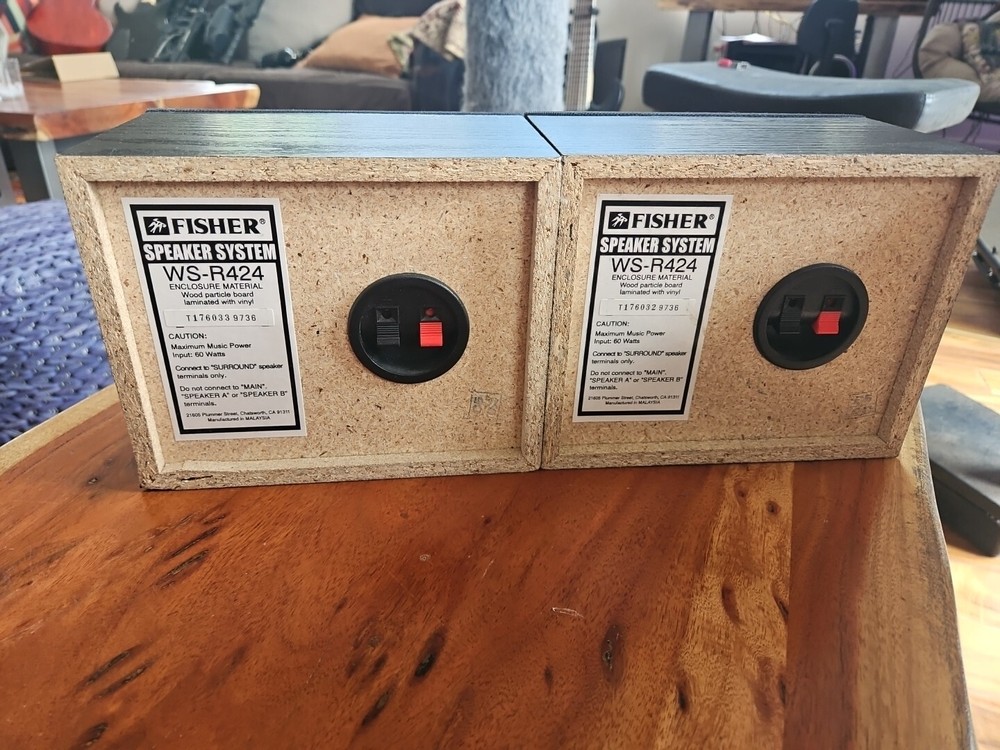 FISHER®
SPEAKER SYSTEM
WS-R424
ENCLOSURE MATERIAL
Wood particle board
laminated with vinyl
T176033 9736
CAUTION:
Maximum Music Power
Input: 60 Watts
Connect to "SURROUND" speaker
terminals only.
Do not connect to "MAIN",
"SPEAKER A" or "SPEAKER B"
terminals.
21605 Plummer Street, Chatsworth, CA 91311
Manufactured in MALAYSIA
FISHER®
SPEAKER SYSTEM
WS-R424
ENCLOSURE MATERIAL
Wood particle board
laminated with vinyl
T176032 9736
CAUTION:
Maximum Music Power
Input: 60 Watts
Connect to "SURROUND" speaker
terminals only.
Do not connect to "MAIN",
"SPEAKER A" or "SPEAKER B"
terminals.
21605 Plummer Street, Chatsworth, CA 91311
Manufactured in MALAYSIA